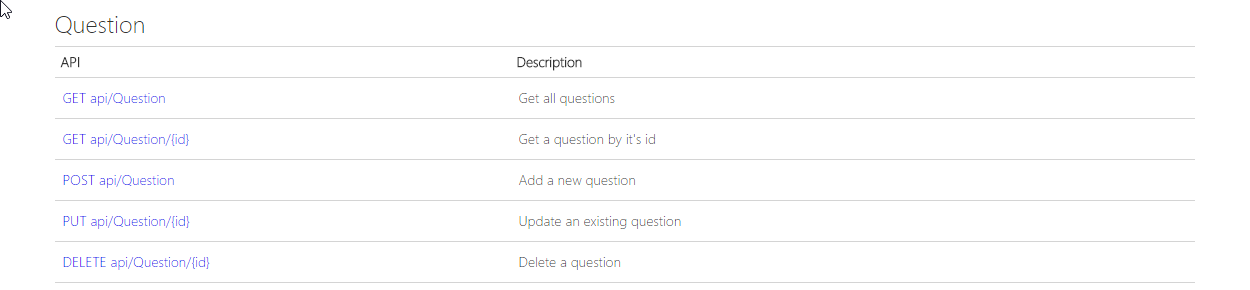 Question
API Description
GET api/Question Get all questions
GET api/Question/{id} Get a question by it's id
POST api/Question Add a new question
PUT api/Question/{id} Update an existing question
DELETE api/Question/{id} Delete a question